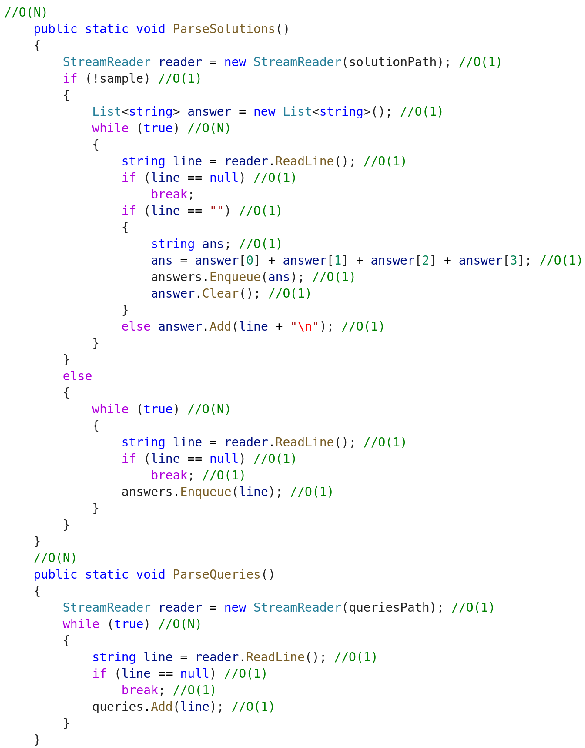 //O(N)
    public static void ParseSolutions()
    {
        StreamReader reader = new StreamReader(solutionPath); //O(1)
        if (!sample) //O(1)
        {
            List<string> answer = new List<string>(); //O(1)
            while (true) //O(N)
            {
                string line = reader.ReadLine(); //O(1)
                if (line == null) //O(1)
                    break;
                if (line == "") //O(1)
                {
                    string ans; //O(1)
                    ans = answer[0] + answer[1] + answer[2] + answer[3]; //O(1)
                    answers.Enqueue(ans); //O(1)
                    answer.Clear(); //O(1)
                }
                else answer.Add(line + "\n"); //O(1)
            }
        }
        else
        {
            while (true) //O(N)
            {
                string line = reader.ReadLine(); //O(1)
                if (line == null) //O(1)
                    break; //O(1)
                answers.Enqueue(line); //O(1)
            }
        }
    }
    //O(N)
    public static void ParseQueries()
    {
        StreamReader reader = new StreamReader(queriesPath); //O(1)
        while (true) //O(N)
        {
            string line = reader.ReadLine(); //O(1)
            if (line == null) //O(1)
                break; //O(1)
            queries.Add(line); //O(1)
        }
    }